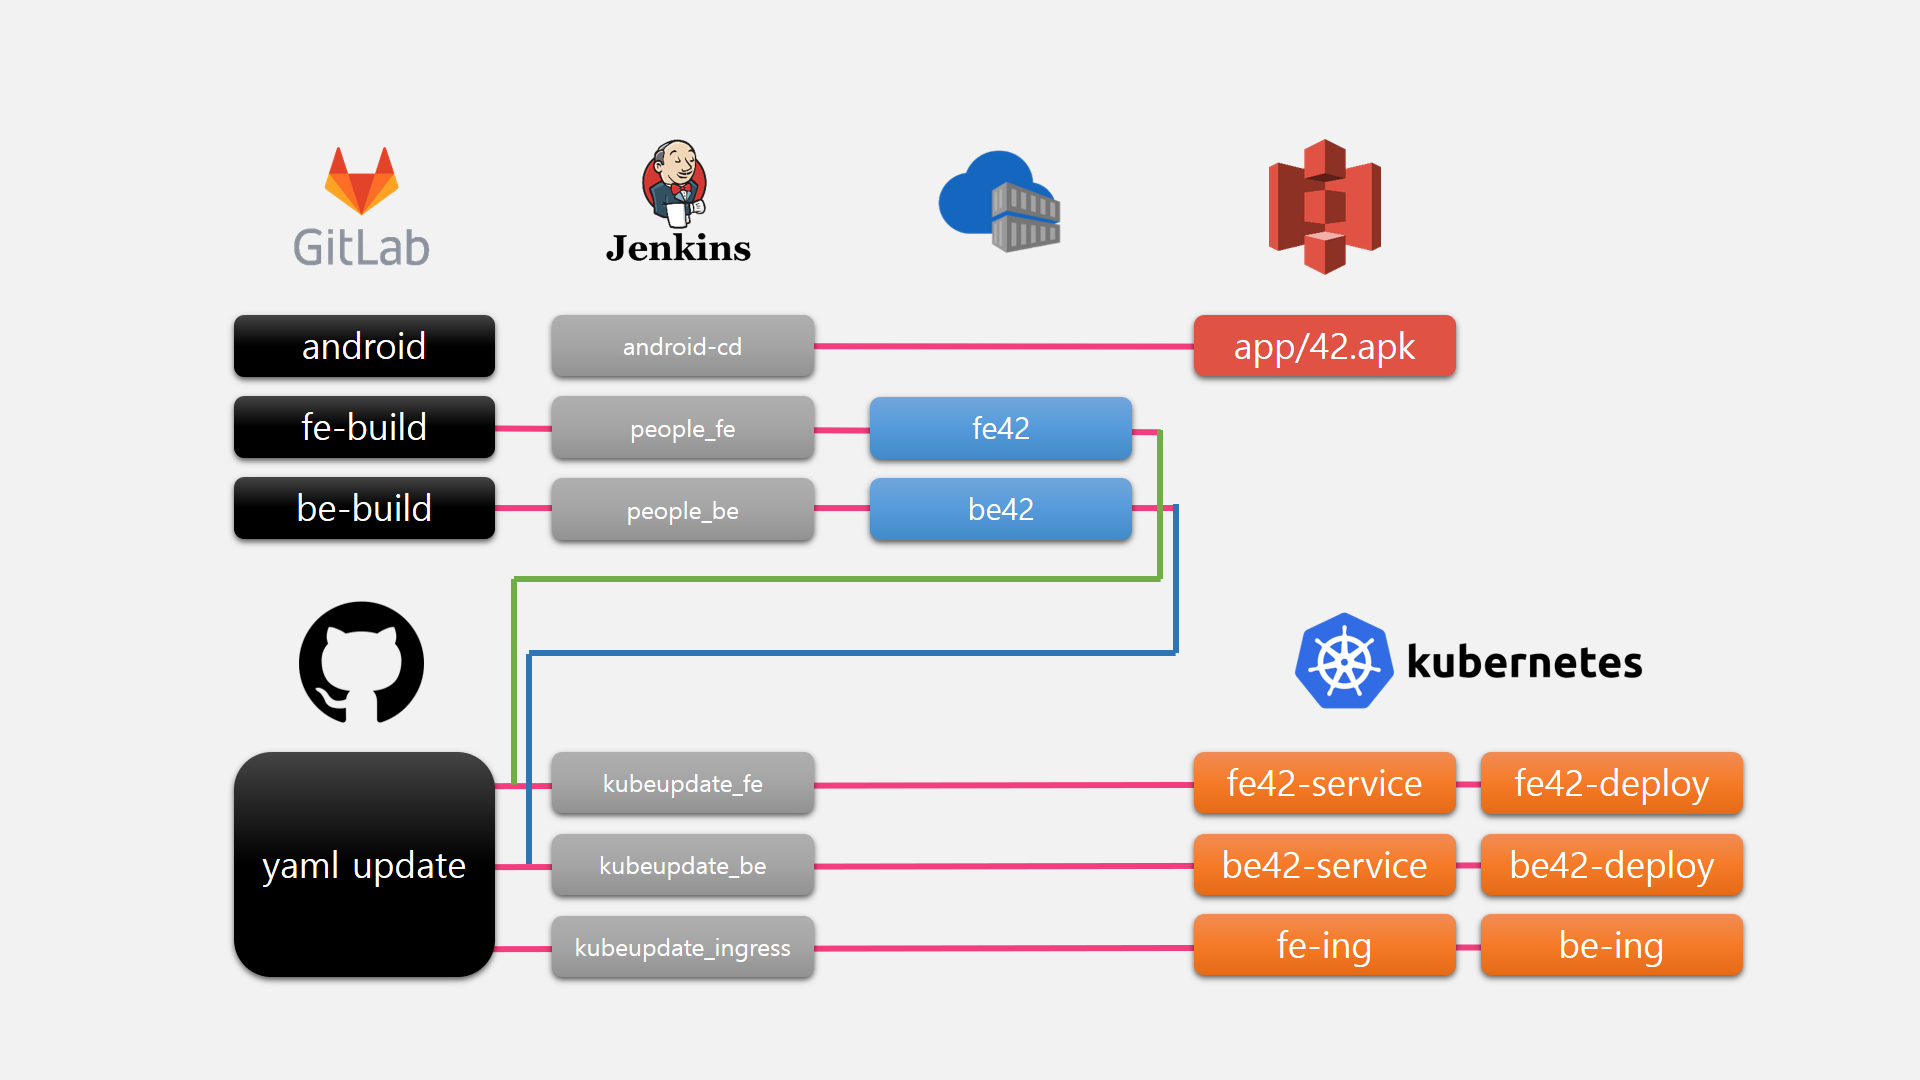 GitLab
Jenkins
android
android-cd
app/42.apk
fe-build
people_fe
fe42
be-build
people_be
be42
kubernetes
yaml update
kubeupdate_fe
fe42-service
fe42-deploy
kubeupdate_be
be42-service
be42-deploy
kubeupdate_ingress
fe-ing
be-ing